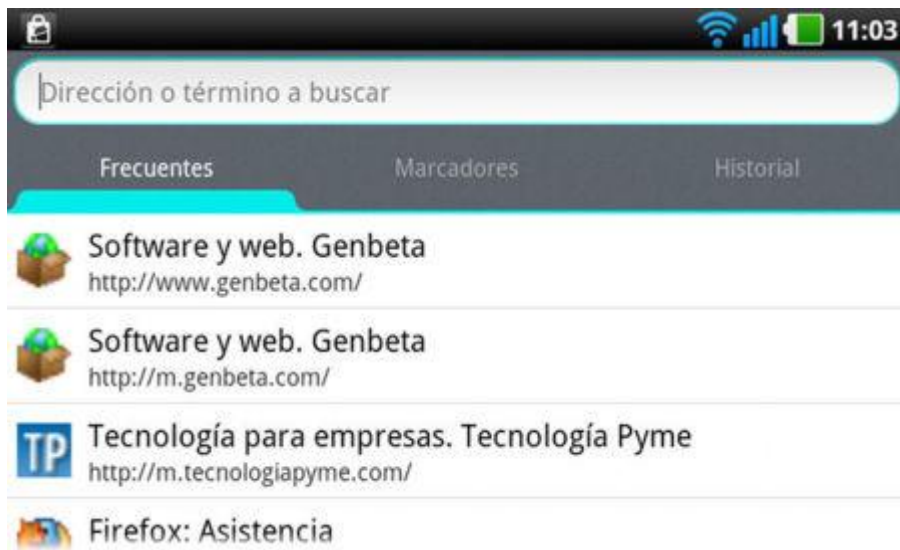 11:03
Dirección o término a buscar
Frecuentes Marcadores Historial
Software y web. Genbeta
http://www.genbeta.com/
Software y web. Genbeta
http://m.genbeta.com/
TP
Tecnología para empresas. Tecnología Pyme
http://m.tecnologiapyme.com/
Firefox: Asistencia